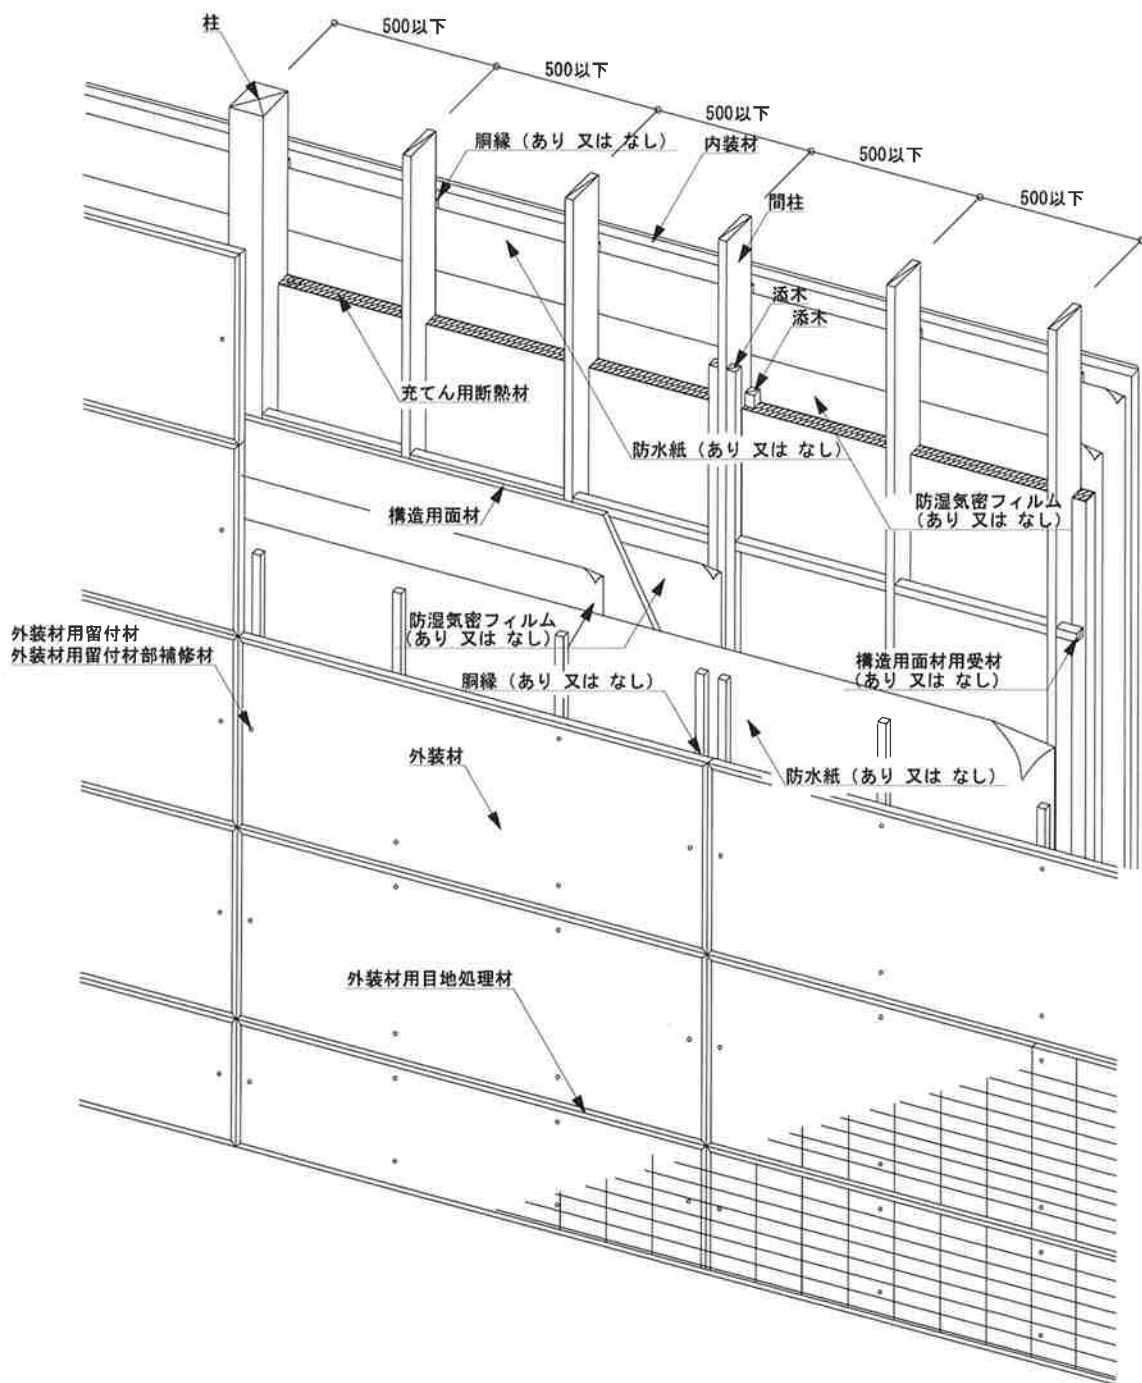 柱
500以下
500以下
500以下
500以下
500以下
胴縁（あり 又は なし）
内装材
間柱
添木
添木
充てん用断熱材
防水紙（あり 又は なし）
防湿気密フィルム
（あり 又は なし）
構造用面材
防湿気密フィルム
（あり 又は なし）
外装材用留付材
外装材用留付材部補修材
構造用面材用受材
（あり 又は なし）
胴縁（あり 又は なし）
外装材
防水紙（あり 又は なし）
外装材用目地処理材